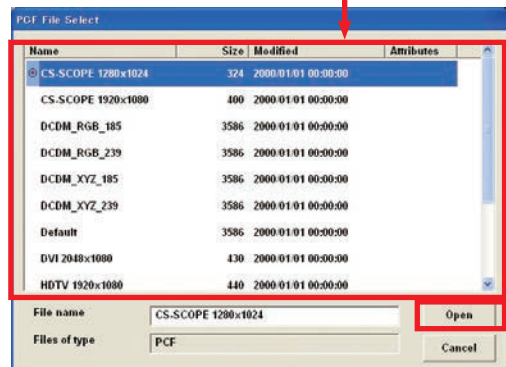 PCF File Select
Name Size Modified Attributes
CS-SCOPE 1280x1024 324 2000/01/01 00:00:00
CS-SCOPE 1920x1080 400 2000/01/01 00:00:00
DCDM_RGB_185 3586 2000/01/01 00:00:00
DCDM_RGB_239 3586 2000/01/01 00:00:00
DCDM_XYZ_185 3586 2000/01/01 00:00:00
DCDM_XYZ_239 3586 2000/01/01 00:00:00
Default 3586 2000/01/01 00:00:00
DVI 2048x1080 430 2000/01/01 00:00:00
HDTV 1920x1080 440 2000/01/01 00:00:00
File name CS-SCOPE 1280x1024 Open
Files of type PCF Cancel